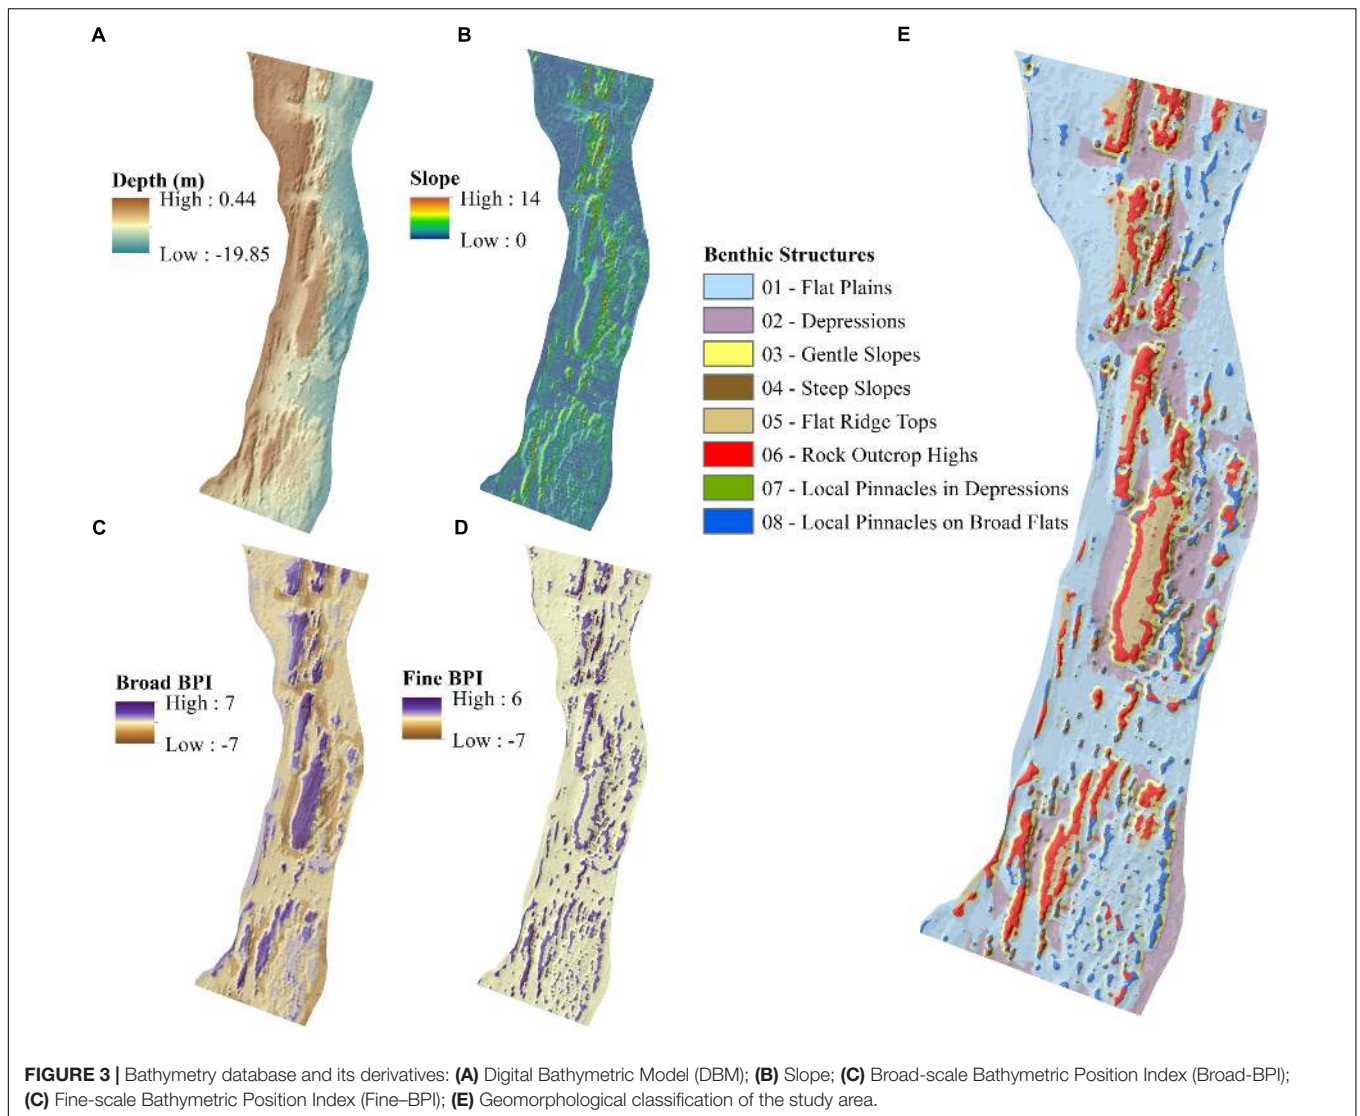 A
B
E
Depth (m)
High : 0.44
Low : -19.85
Slope
High : 14
Low : 0
Benthic Structures
01 - Flat Plains
02 - Depressions
03 - Gentle Slopes
04 - Steep Slopes
05 - Flat Ridge Tops
06 - Rock Outcrop Highs
07 - Local Pinnacles in Depressions
08 - Local Pinnacles on Broad Flats
C
D
Broad BPI
High : 7
Low : -7
Fine BPI
High : 6
Low : -7
FIGURE 3 | Bathymetry database and its derivatives: (A) Digital Bathymetric Model (DBM); (B) Slope; (C) Broad-scale Bathymetric Position Index (Broad-BPI);
(C) Fine-scale Bathymetric Position Index (Fine–BPI); (E) Geomorphological classification of the study area.